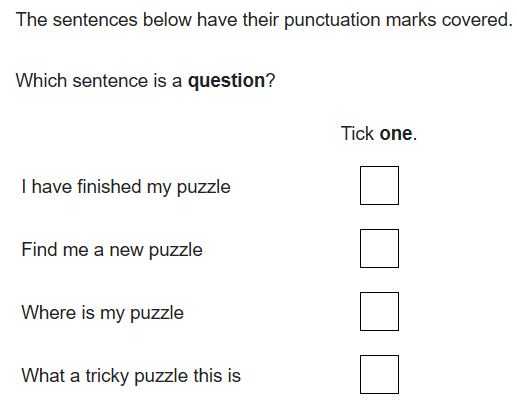 The sentences below have their punctuation marks covered.
Which sentence is a question?
Tick one.
I have finished my puzzle
Find me a new puzzle
Where is my puzzle
What a tricky puzzle this is